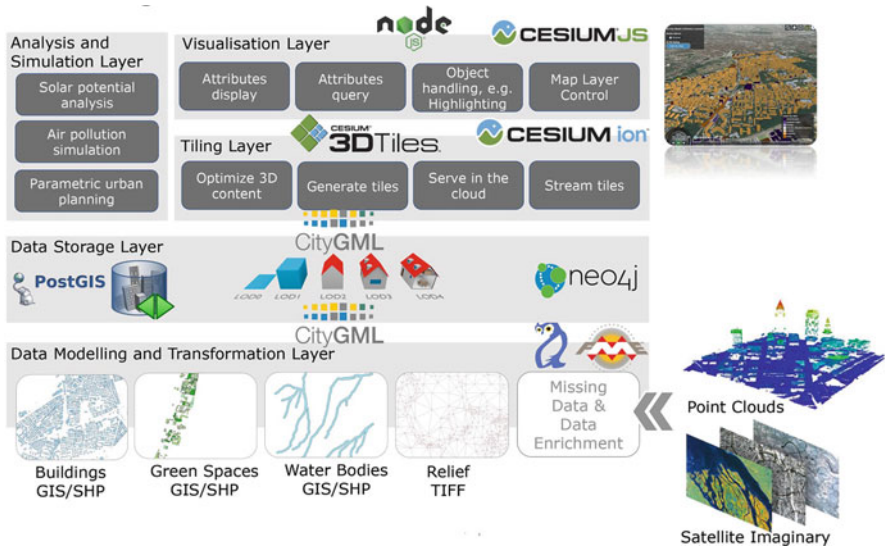 node
JS
CESIUMJS
Analysis and
Simulation Layer
Solar potential
analysis
Air pollution
simulation
Parametric urban
planning
Visualisation Layer
Attributes
display
Attributes
query
Object
handling, e.g.
Highlighting
Map Layer
Control
CESIUM
3DTILES
CESIUM ion
Tiling Layer
Optimize 3D
content
Generate tiles
Serve in the
cloud
Stream tiles
CityGML
Data Storage Layer
PostGIS
LOD0
LOD1
LOD2
LOD3
LOD4
neo4j
CityGML
Data Modelling and Transformation Layer
FME
Missing
Data &
Data
Enrichment
Point Clouds
Buildings
GIS/SHP
Green Spaces
GIS/SHP
Water Bodies
GIS/SHP
Relief
TIFF
Satellite Imaginary